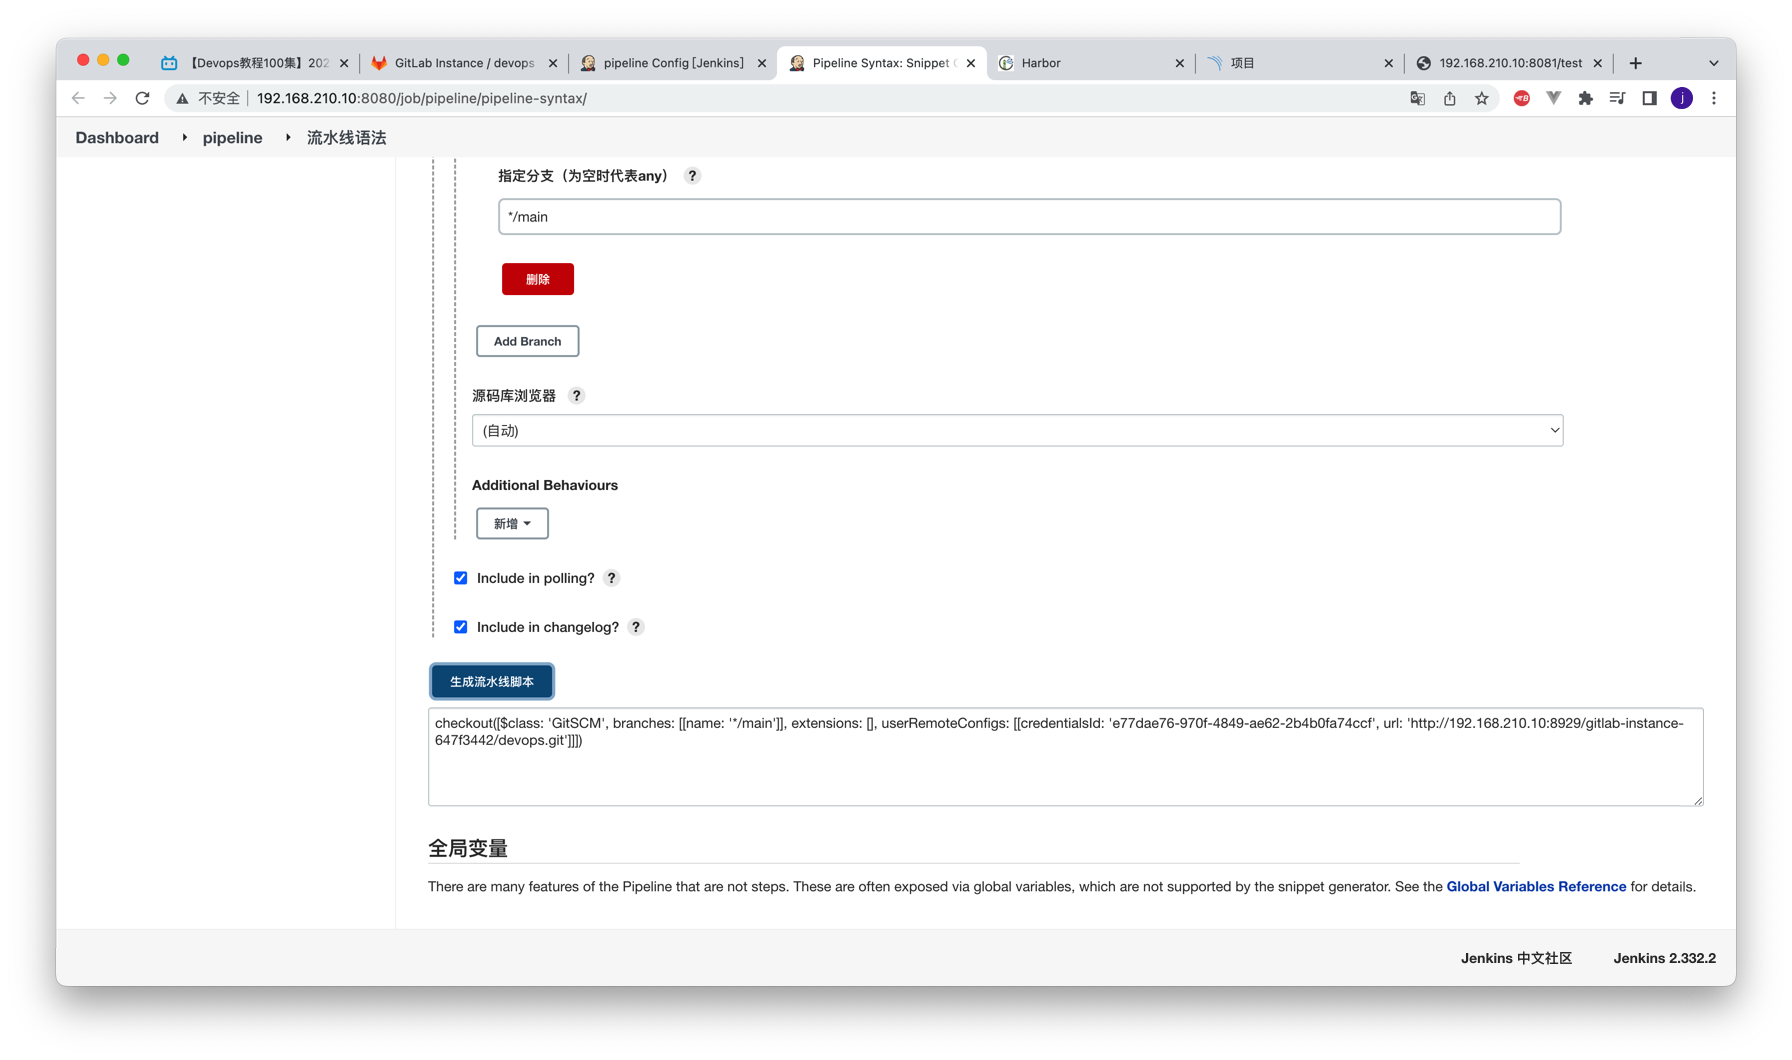 【Devops教程100集】202
GitLab Instance / devops
pipeline Config [Jenkins]
Pipeline Syntax: Snippet
Harbor
项目
192.168.210.10:8081/test
不安全
192.168.210.10:8080/job/pipeline/pipeline-syntax/
j
Dashboard
pipeline
流水线语法
指定分支（为空时代表any） ?
*/main
删除
Add Branch
源码库浏览器 ?
(自动)
Additional Behaviours
新增
Include in polling? ?
Include in changelog? ?
生成流水线脚本
checkout([$class: 'GitSCM', branches: [[name: '*/main']], extensions: [], userRemoteConfigs: [[credentialsId: 'e77dae76-970f-4849-ae62-2b4b0fa74ccf', url: 'http://192.168.210.10:8929/gitlab-instance-
647f3442/devops.git']]])
全局变量
There are many features of the Pipeline that are not steps. These are often exposed via global variables, which are not supported by the snippet generator. See the Global Variables Reference for details.
Jenkins 中文社区
Jenkins 2.332.2